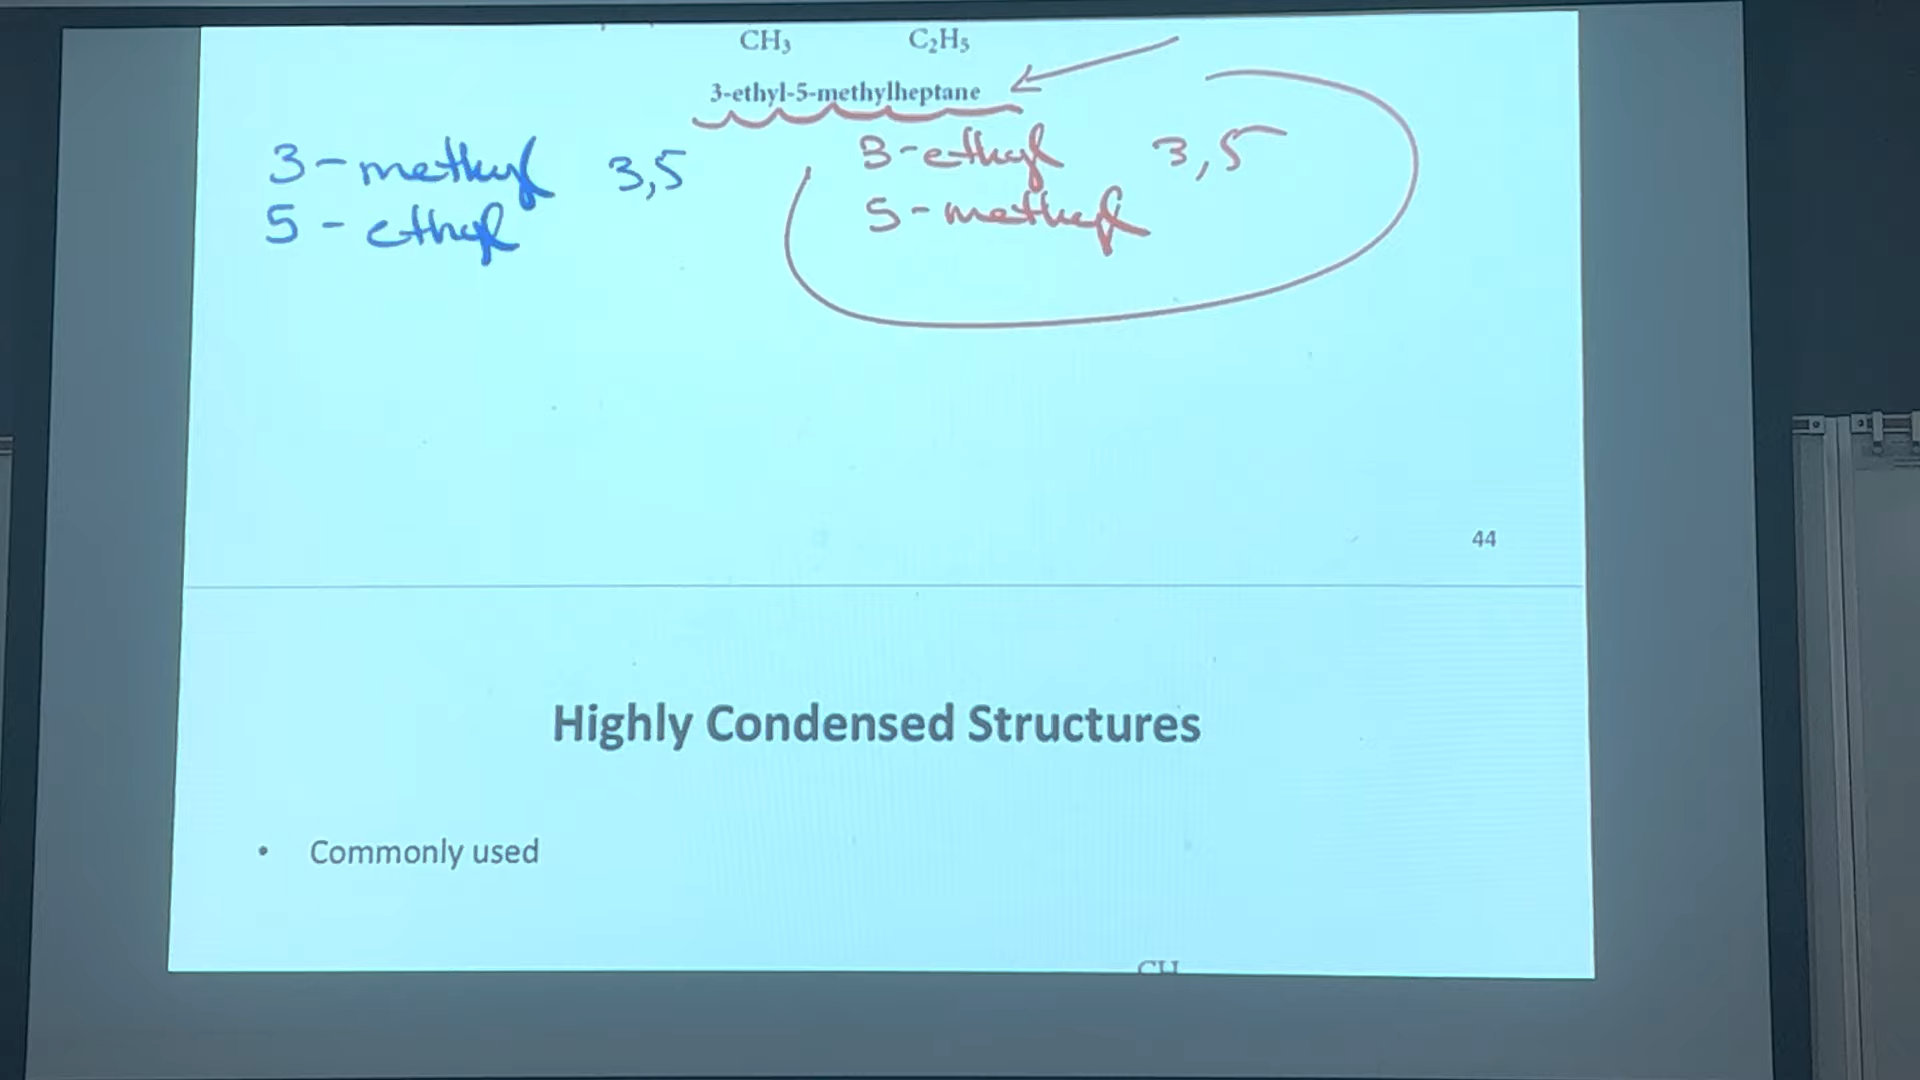 CH₃ C₂H₅
3-ethyl-5-methylheptane
3-methyl 3,5 3-ethyl 3,5
5-ethyl 5-methyl
44
Highly Condensed Structures
• Commonly used